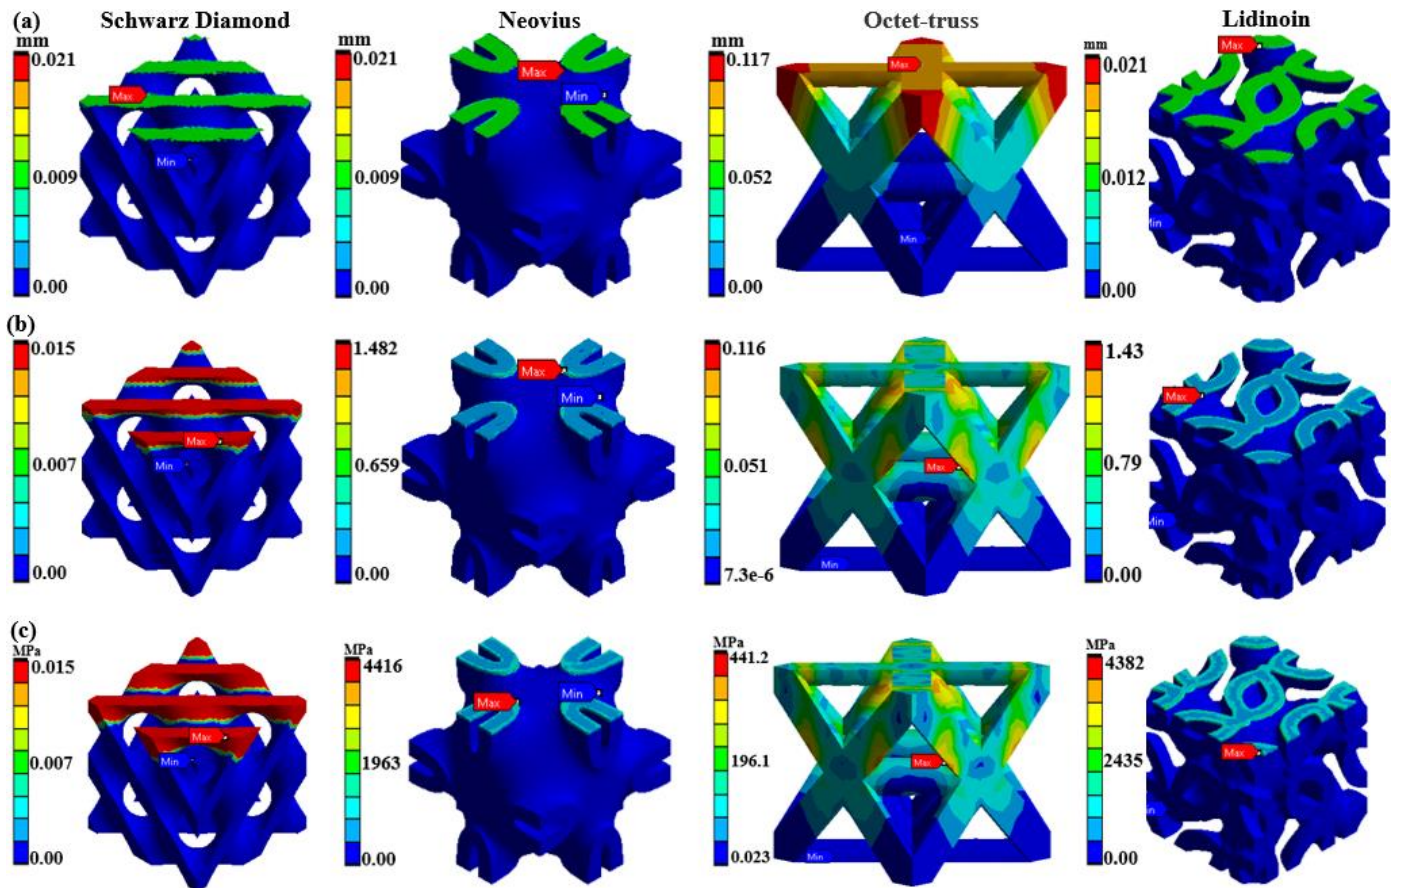 (a) Schwarz Diamond Neovius Octet-truss Lidinoin
mm mm mm mm
0.021 0.021 0.117 0.021
Max Max Max Max
Min Min
0.009 0.009 0.052 0.012
Min Min
0.00 0.00 0.00 0.00
(b)
0.015 1.482 0.116 1.43
Max Max
Min
Max Max
0.007 0.659 0.051 0.79
Min
Min Min
0.00 0.00 7.3e-6 0.00
(c)
MPa MPa MPa MPa
0.015 4416 441.2 4382
Min
Max
Max Max Max
0.007 1963 196.1 2435
Min
Min
0.00 0.00 0.023 0.00